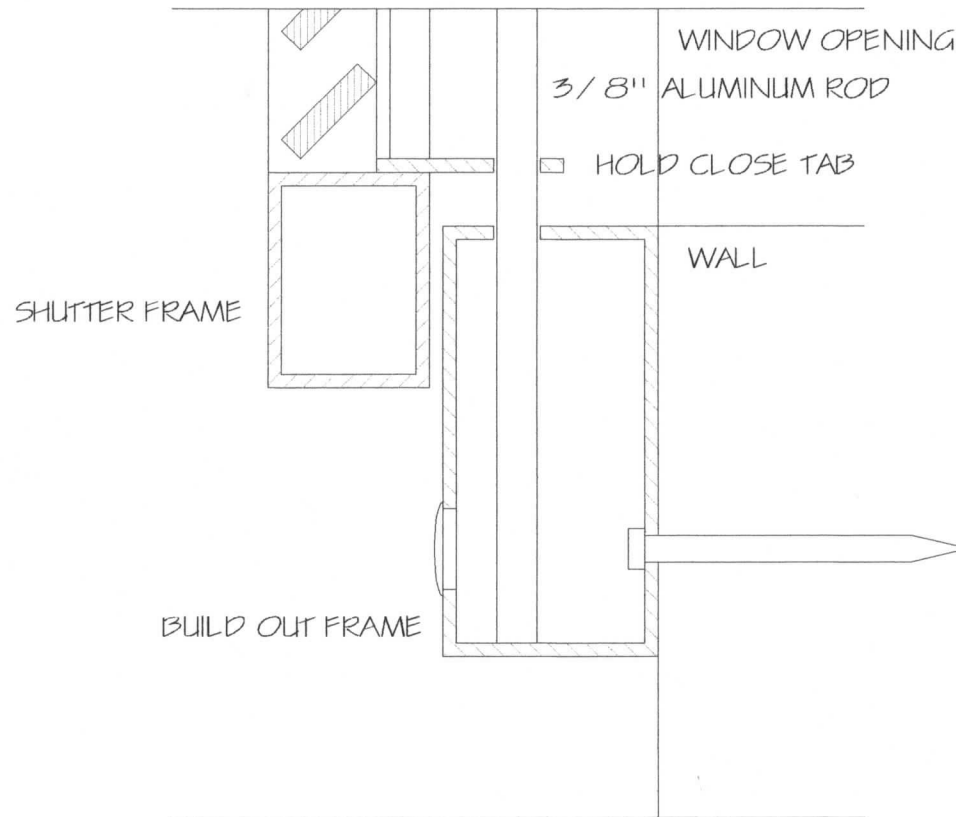 WINDOW OPENING
3/8" ALUMINUM ROD
HOLD CLOSE TAB
WALL
SHUTTER FRAME
BUILD OUT FRAME